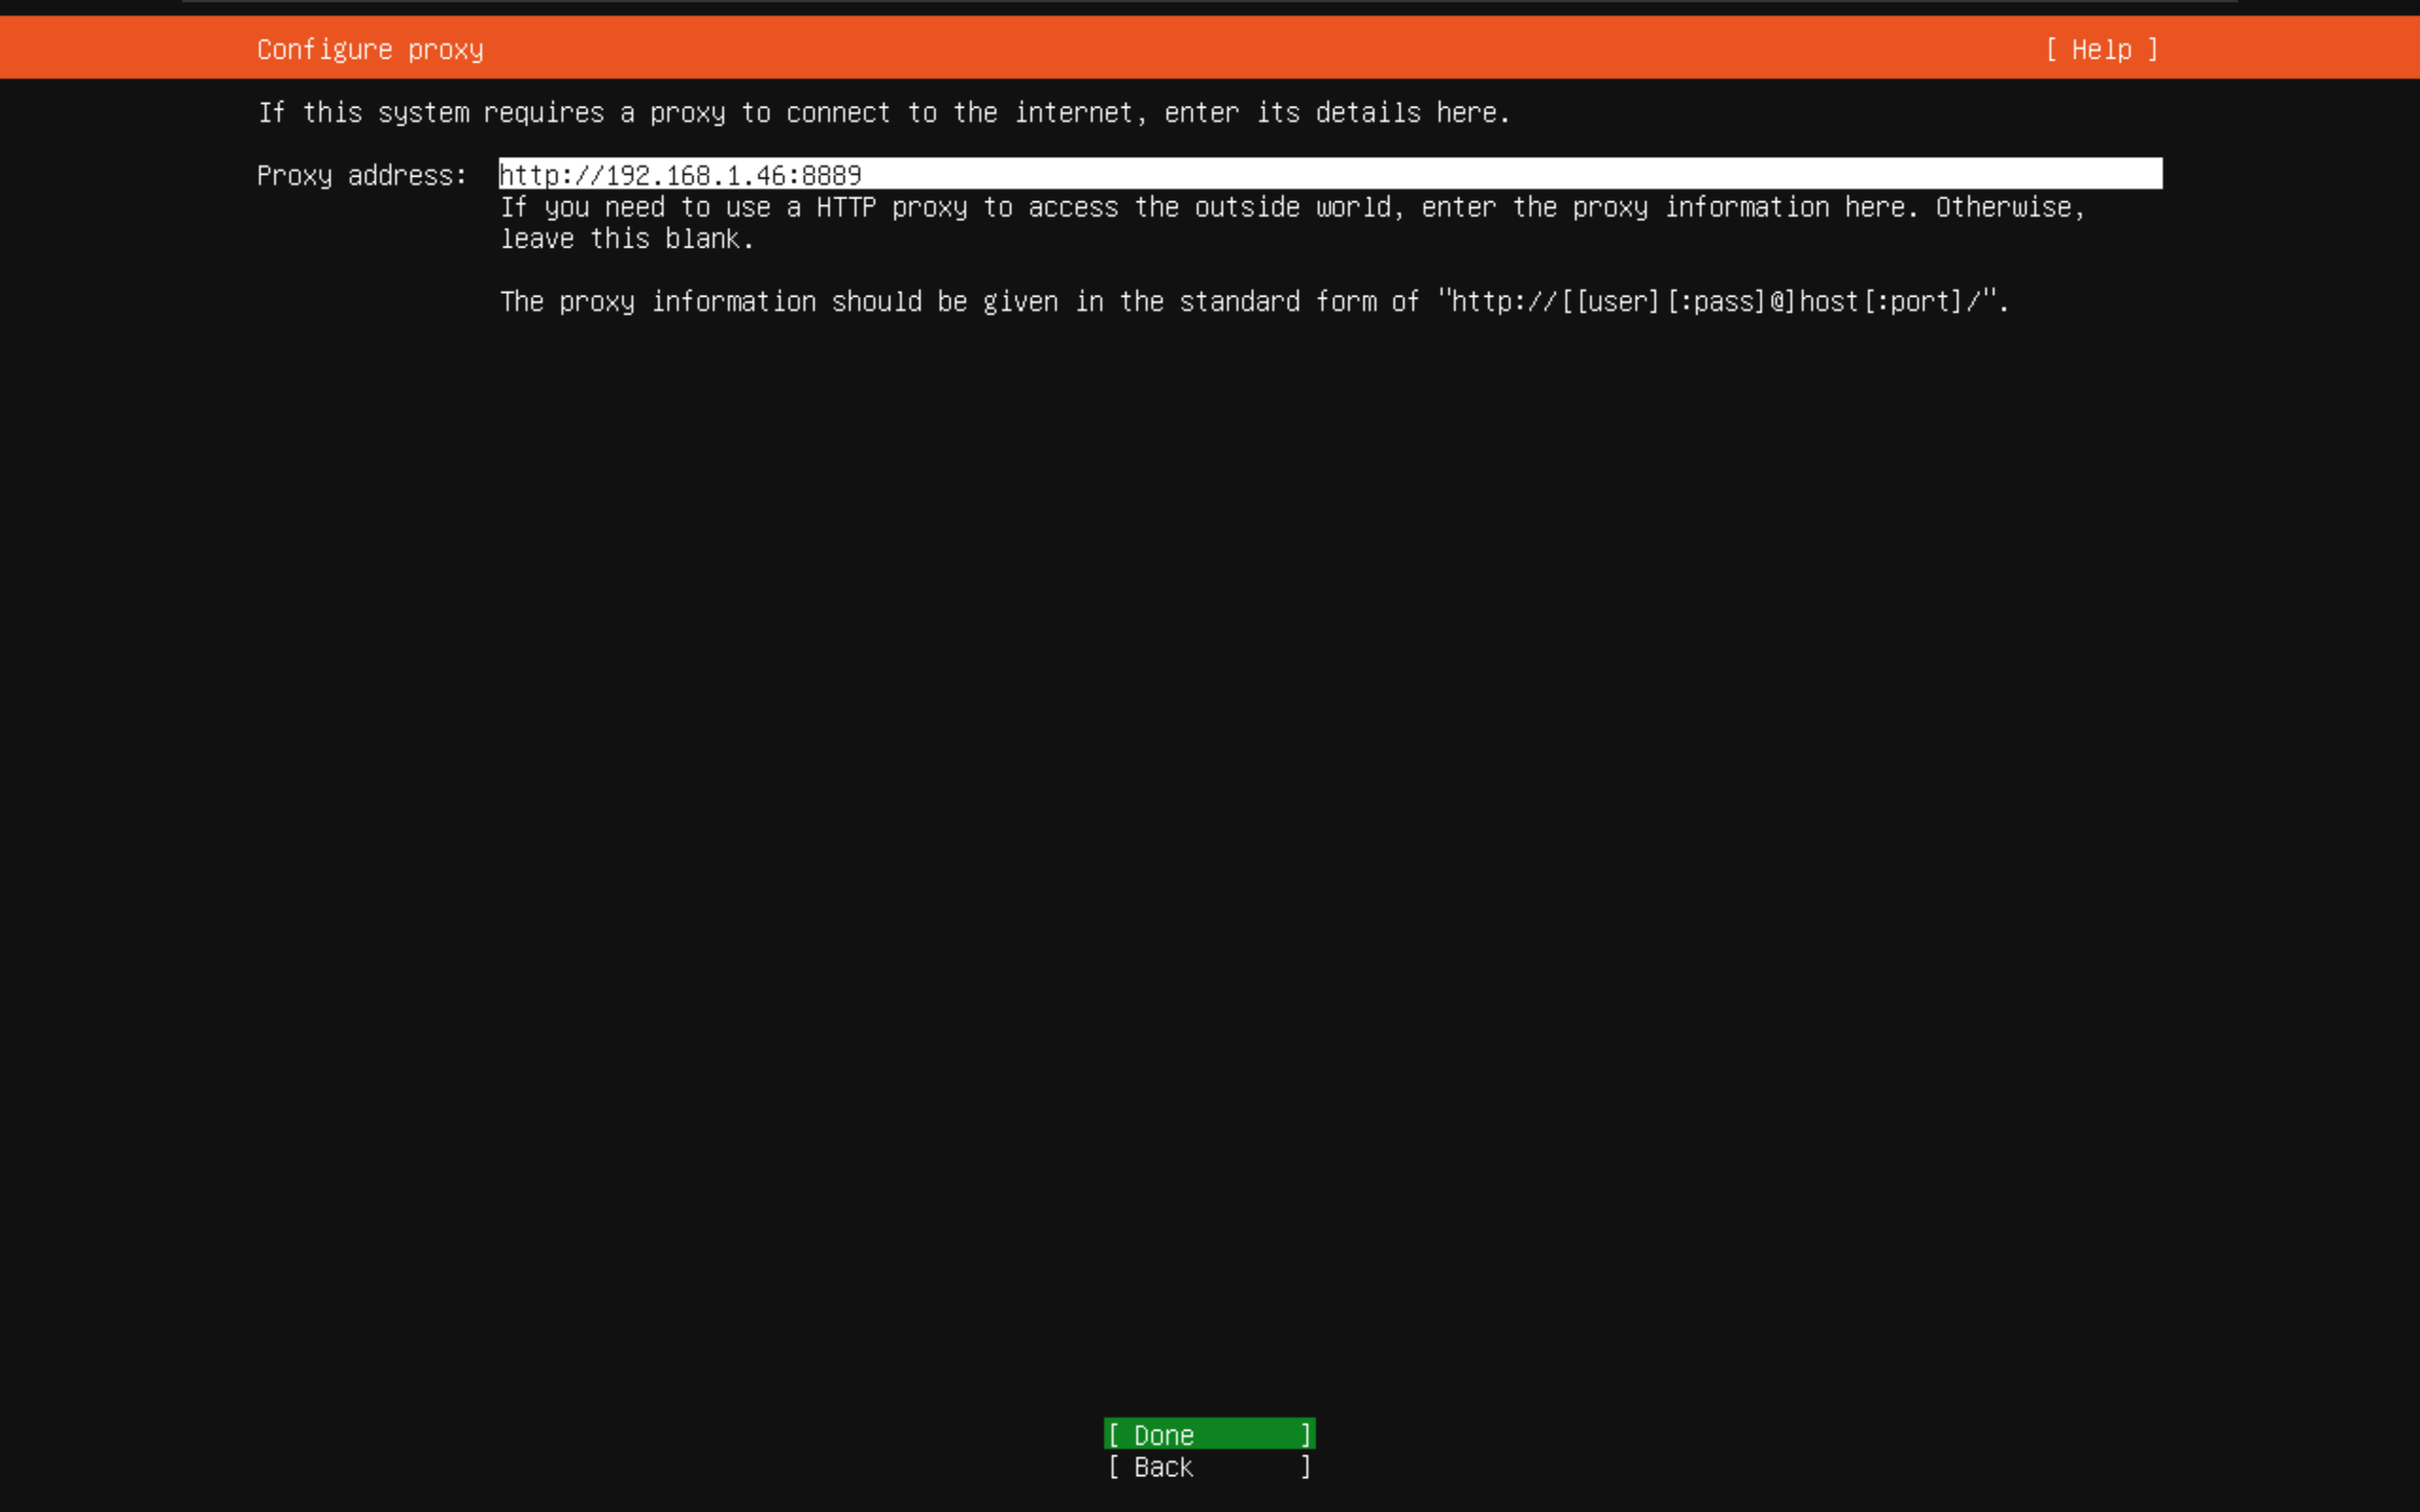 Configure proxy [ Help ]
If this system requires a proxy to connect to the internet, enter its details here.
Proxy address: http://192.168.1.46:8889
If you need to use a HTTP proxy to access the outside world, enter the proxy information here. Otherwise,
leave this blank.
The proxy information should be given in the standard form of "http://[[user][:pass]@]host[:port]/".
[ Done ]
[ Back ]